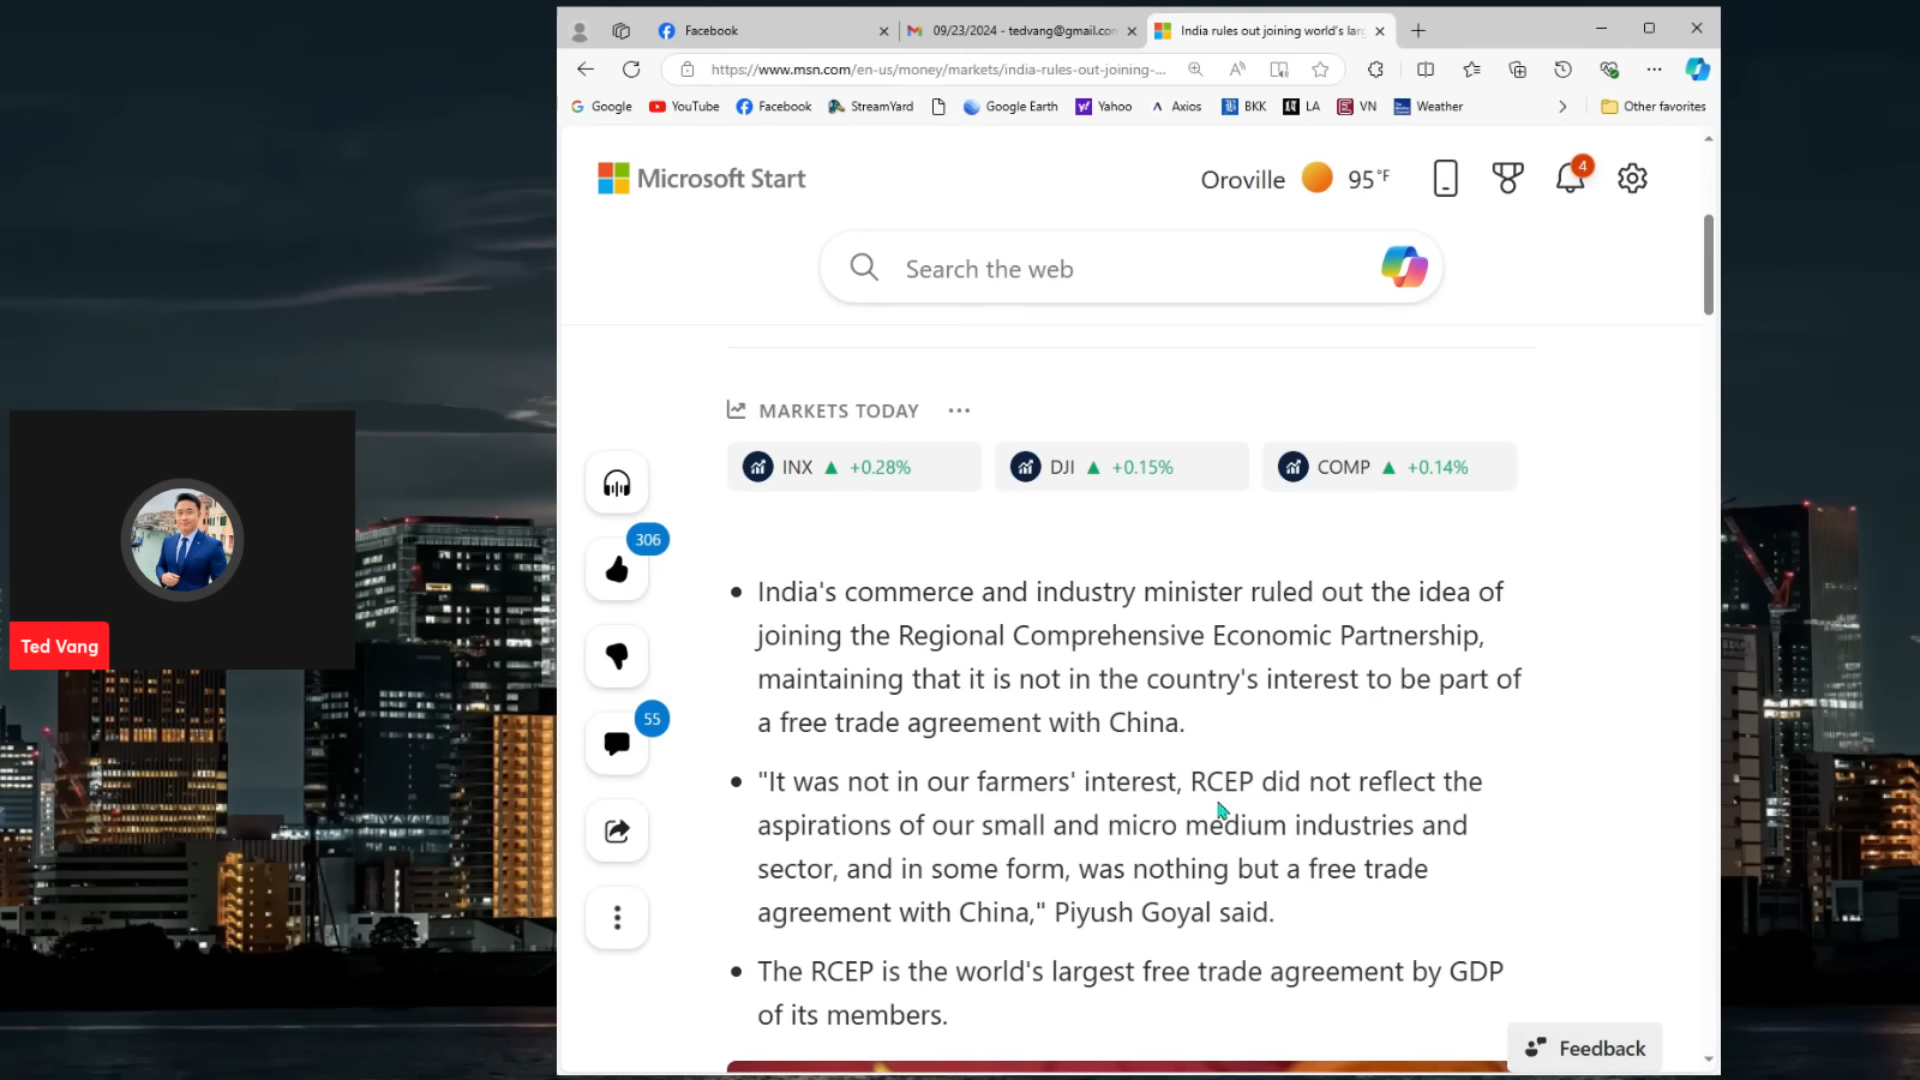 Facebook
09/23/2024 - tedvang@gmail.con
India rules out joining world's larg
https://www.msn.com/en-us/money/markets/india-rules-out-joining-...
Google
YouTube
Facebook
StreamYard
Google Earth
Yahoo
Axios
BKK
LA
VN
Weather
Other favorites
Microsoft Start
Oroville
95°F
4
Search the web
MARKETS TODAY ...
INX ▲ +0.28%
DJI ▲ +0.15%
COMP ▲ +0.14%
306
55
Ted Vang
• India's commerce and industry minister ruled out the idea of
joining the Regional Comprehensive Economic Partnership,
maintaining that it is not in the country's interest to be part of
a free trade agreement with China.
• "It was not in our farmers' interest, RCEP did not reflect the
aspirations of our small and micro medium industries and
sector, and in some form, was nothing but a free trade
agreement with China," Piyush Goyal said.
• The RCEP is the world's largest free trade agreement by GDP
of its members.
Feedback